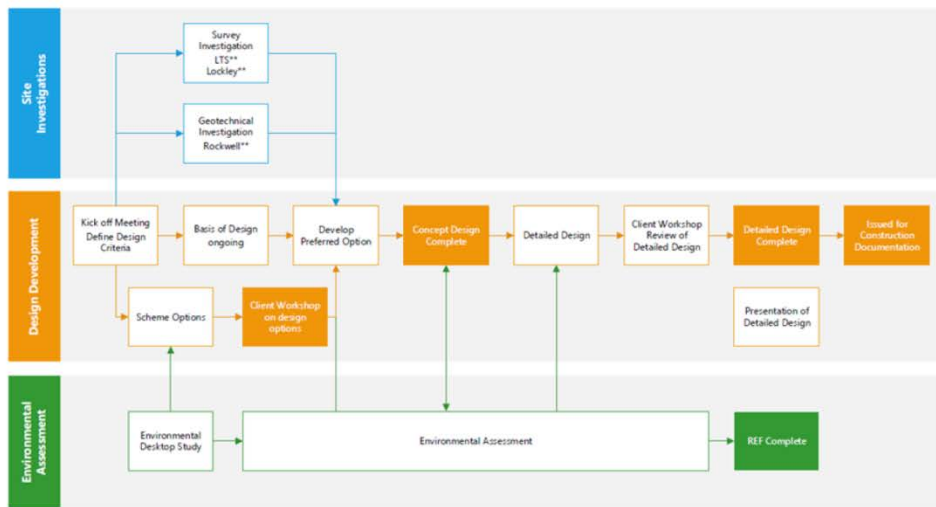 Site
Investigations
Survey
Investigation
LTS**
Lockley**
Geotechnical
Investigation
Rockwell**
Design Development
Kick off Meeting
Define Design
Criteria
Basis of Design
ongoing
Develop
Preferred Option
Concept Design
Complete
Detailed Design
Client Workshop
Review of
Detailed Design
Detailed Design
Complete
Issued for
Construction
Documentation
Scheme Options
Client Workshop
on design
options
Presentation of
Detailed Design
Environmental
Assessment
Environmental
Desktop Study
Environmental Assessment
REF Complete